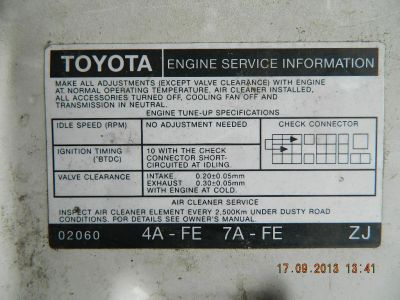 TOYOTA ENGINE SERVICE INFORMATION
MAKE ALL ADJUSTMENTS (EXCEPT VALVE CLEARANCE) WITH ENGINE
AT NORMAL OPERATING TEMPERATURE, AIR CLEANER INSTALLED,
ALL ACCESSORIES TURNED OFF, COOLING FAN OFF AND
TRANSMISSION IN NEUTRAL.
ENGINE TUNE-UP SPECIFICATIONS
IDLE SPEED (RPM) NO ADJUSTMENT NEEDED CHECK CONNECTOR
IGNITION TIMING 10 WITH THE CHECK
(°BTDC) CONNECTOR SHORT-
CIRCUITED AT IDLING.
VALVE CLEARANCE INTAKE 0.20±0.05mm
EXHAUST 0.30±0.05mm
WITH ENGINE AT COLD.
AIR CLEANER SERVICE
INSPECT AIR CLEANER ELEMENT EVERY 2,500Km UNDER DUSTY ROAD
CONDITIONS. FOR DETAILS SEE OWNER'S MANUAL.
02060 4A - FE 7A - FE ZJ
17.09.2013 13:41